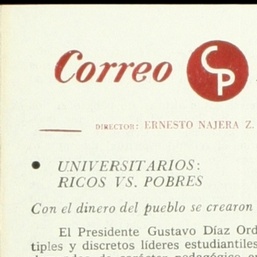 Correo CP
DIRECTOR: ERNESTO NAJERA Z.
• UNIVERSITARIOS:
RICOS VS. POBRES
Con el dinero del pueblo se crearon
El Presidente Gustavo Díaz Ord
tiples y discretos líderes estudiantiles